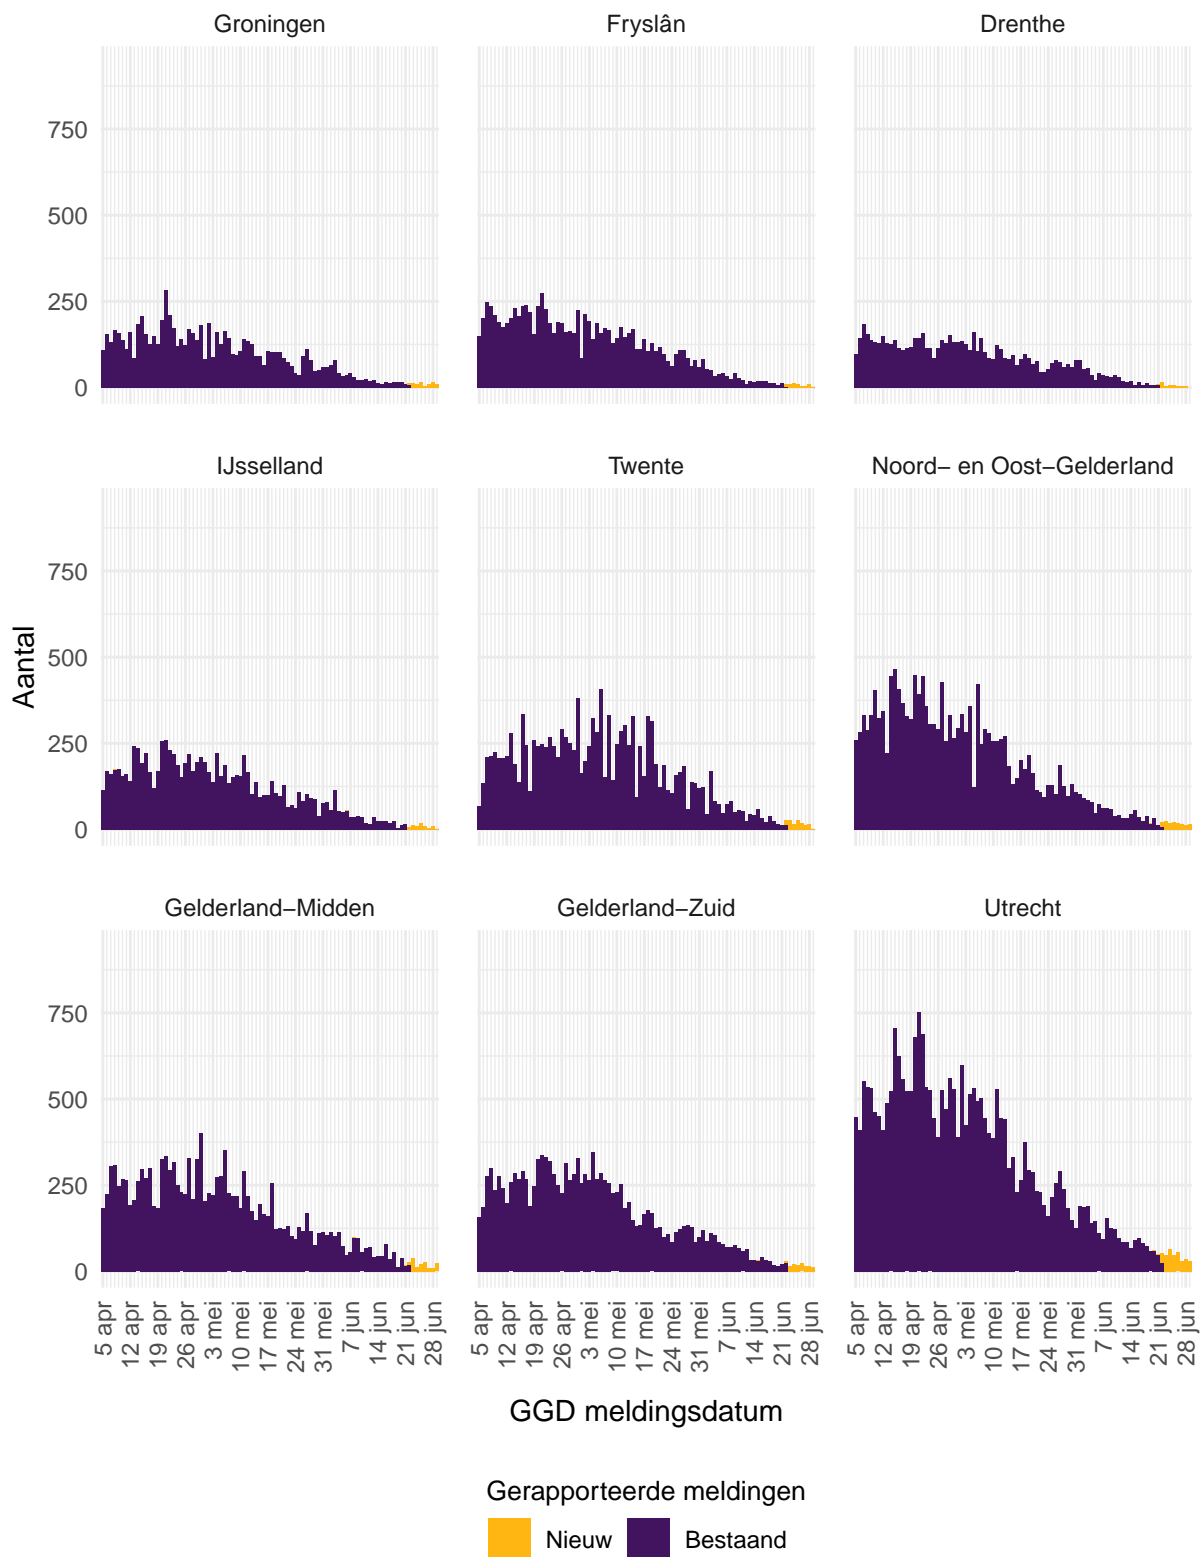 Groningen Fryslân Drenthe
750
500
250
0
IJsselland Twente Noord− en Oost−Gelderland
750
500
250
0
Aantal
Gelderland−Midden Gelderland−Zuid Utrecht
750
500
250
0
5 apr 12 apr 19 apr 26 apr 3 mei 10 mei 17 mei 24 mei 31 mei 7 jun 14 jun 21 jun 28 jun 5 apr 12 apr 19 apr 26 apr 3 mei 10 mei 17 mei 24 mei 31 mei 7 jun 14 jun 21 jun 28 jun 5 apr 12 apr 19 apr 26 apr 3 mei 10 mei 17 mei 24 mei 31 mei 7 jun 14 jun 21 jun 28 jun
GGD meldingsdatum
Gerapporteerde meldingen
Nieuw Bestaand